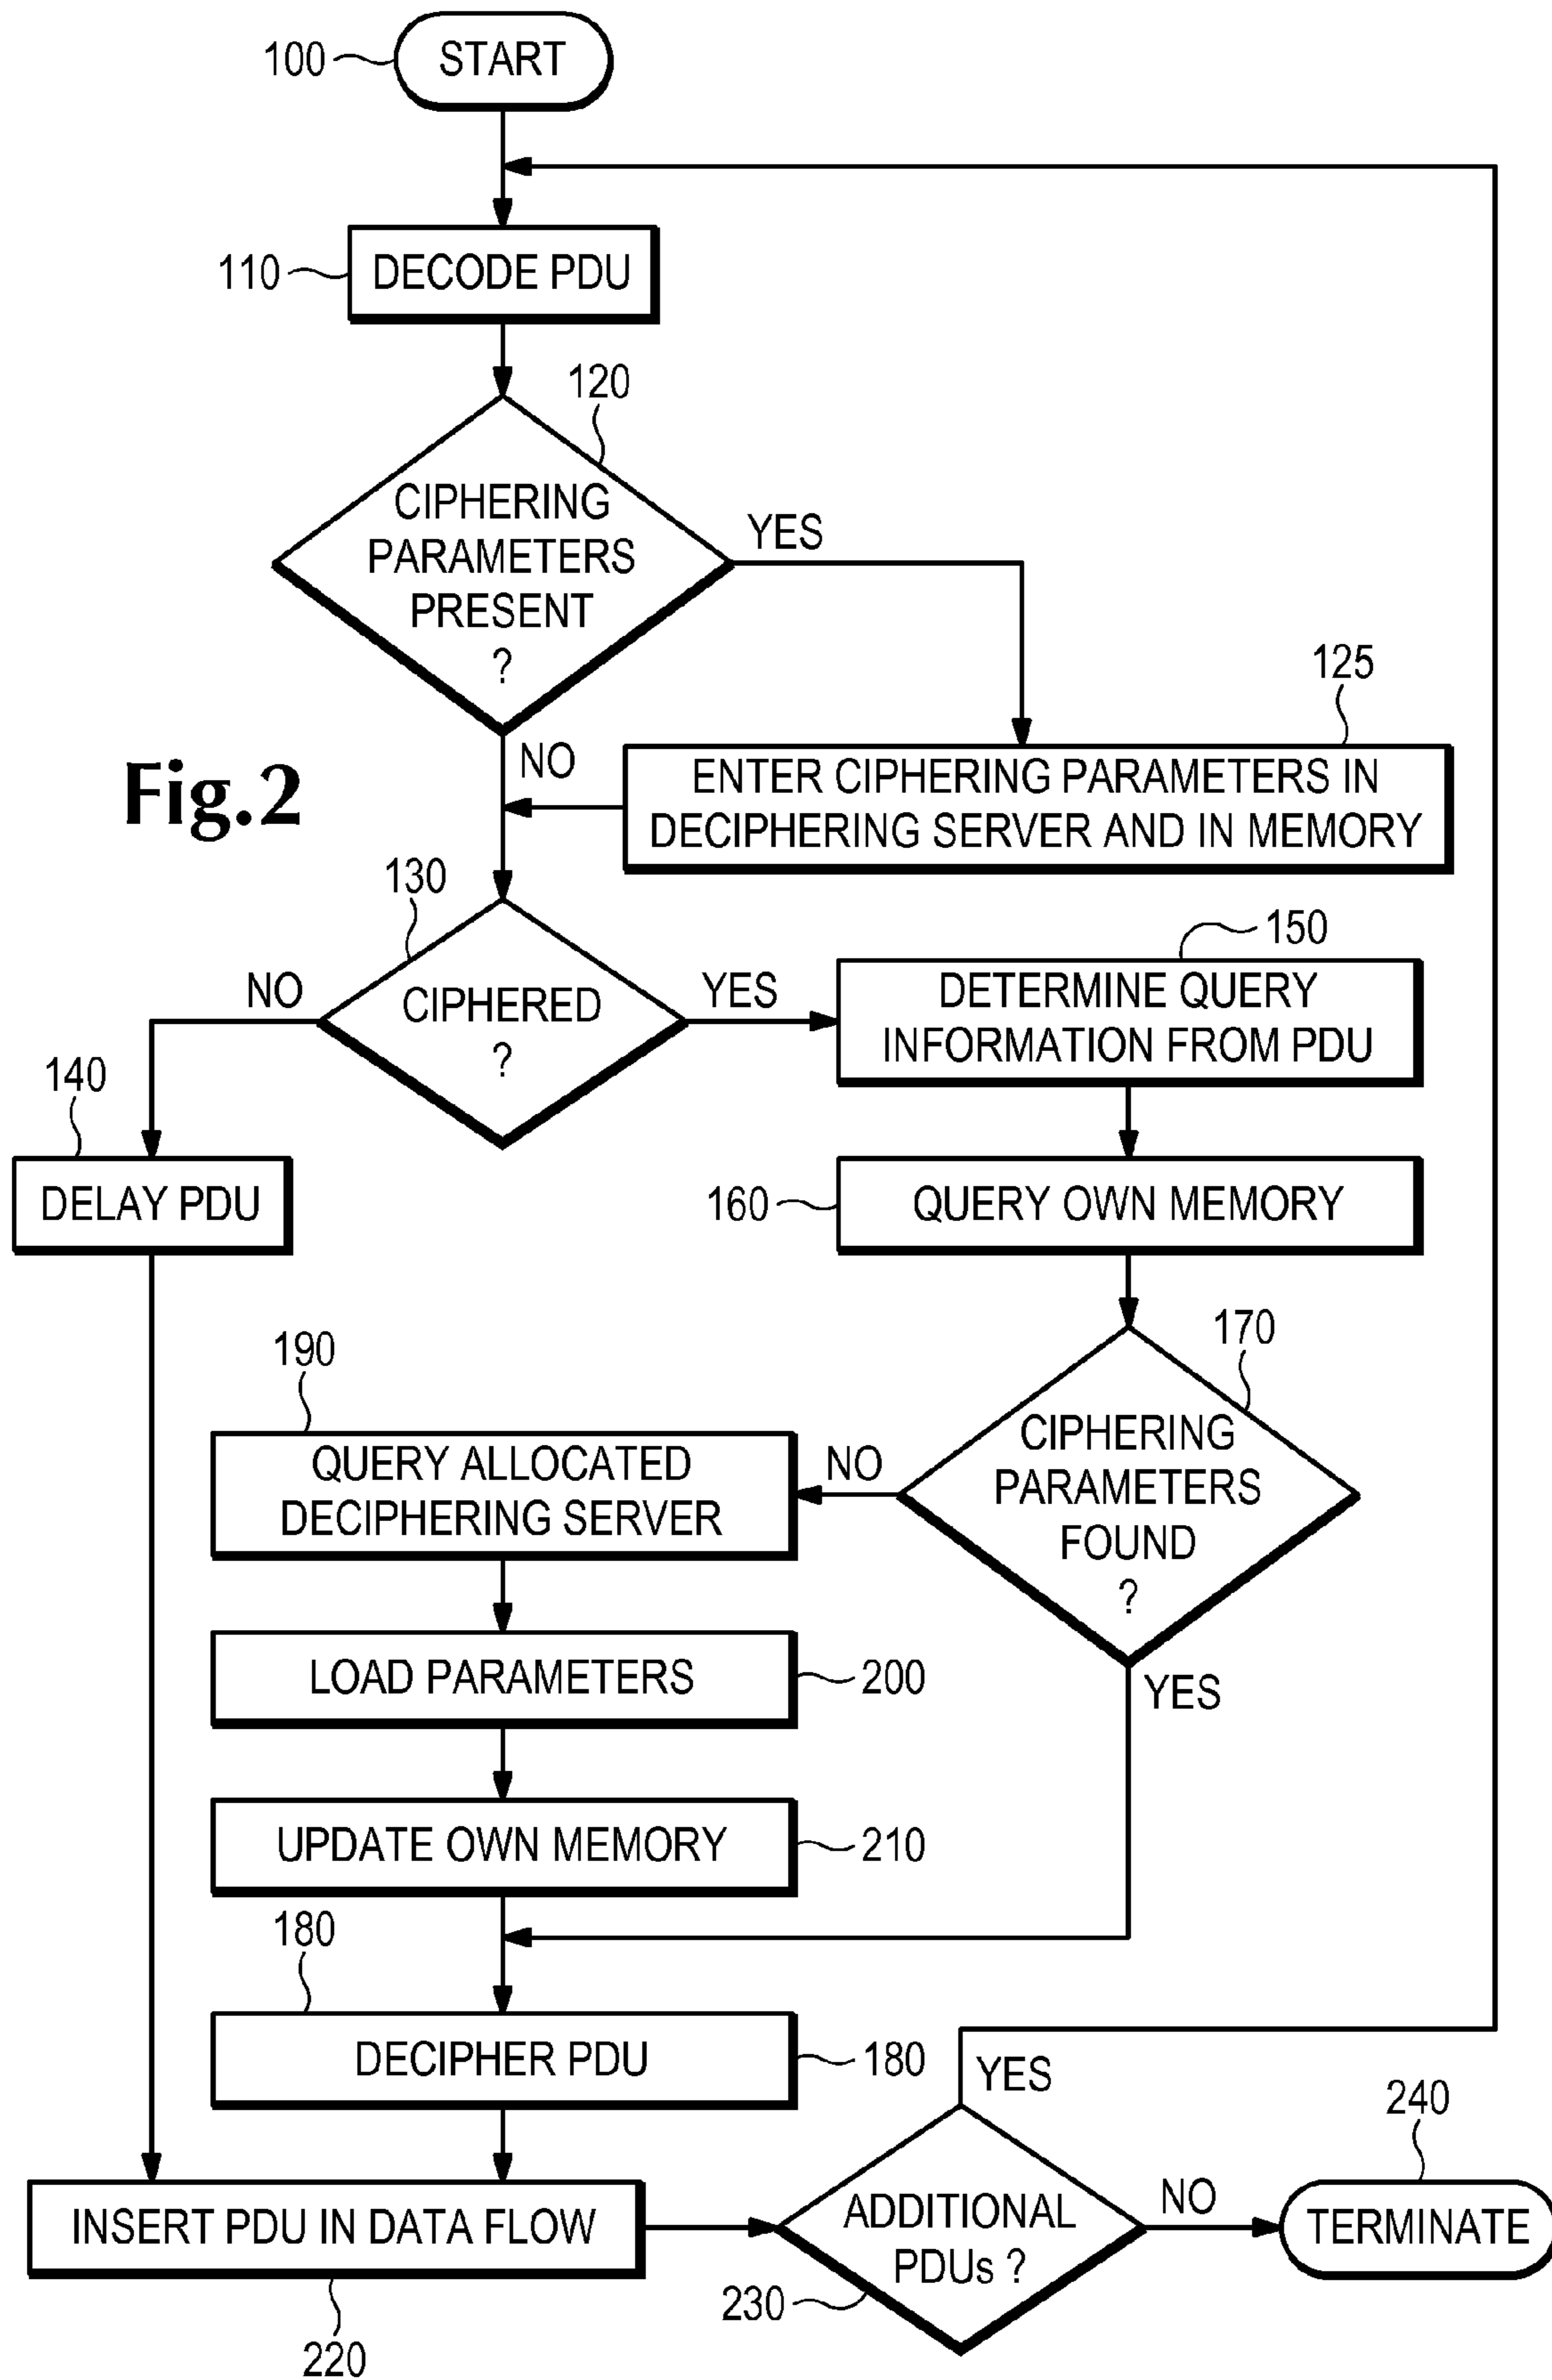 100
START
110
DECODE PDU
120
CIPHERING
PARAMETERS
PRESENT
?
YES
NO
125
ENTER CIPHERING PARAMETERS IN
DECIPHERING SERVER AND IN MEMORY
Fig.2
130
CIPHERED
?
NO
YES
150
DETERMINE QUERY
INFORMATION FROM PDU
140
DELAY PDU
160
QUERY OWN MEMORY
170
CIPHERING
PARAMETERS
FOUND
?
NO
YES
190
QUERY ALLOCATED
DECIPHERING SERVER
LOAD PARAMETERS
200
UPDATE OWN MEMORY
210
180
DECIPHER PDU
180
INSERT PDU IN DATA FLOW
220
YES
ADDITIONAL
PDUs ?
230
NO
240
TERMINATE